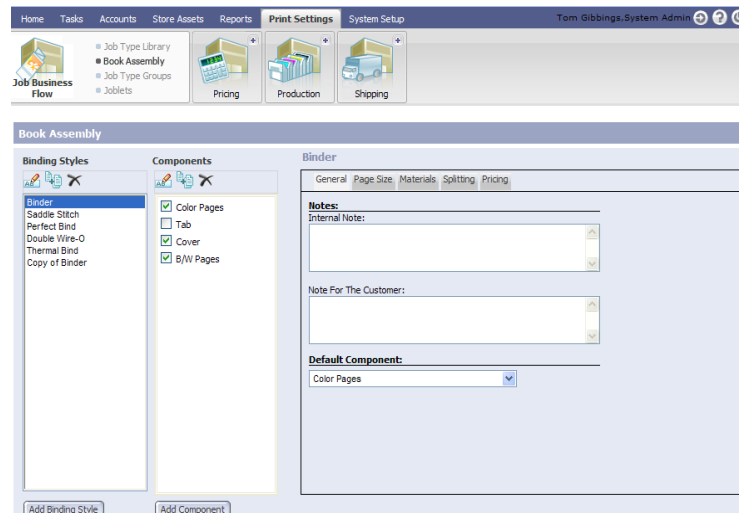 Home Tasks Accounts Store Assets Reports Print Settings System Setup Tom Gibbings.System Admin
Job Business Flow
Job Type Library
Book Assembly
Job Type Groups
Joblets
Pricing Production Shipping
Book Assembly
Binding Styles
Binder
Saddle Stitch
Perfect Bind
Double Wire-O
Thermal Bind
Copy of Binder
Add Binding Style
Components
Color Pages
Tab
Cover
B/W Pages
Add Component
Binder
General Page Size Materials Splitting Pricing
Notes:
Internal Note:
Note For The Customer:
Default Component:
Color Pages